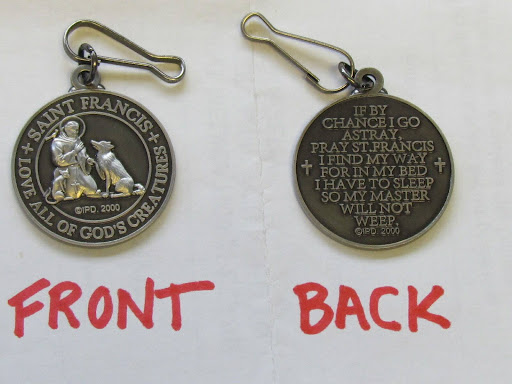 + SAINT FRANCIS +
LOVE ALL OF GOD'S CREATURES
©IPD. 2000
IF BY
CHANCE I GO
ASTRAY,
PRAY ST.FRANCIS
I FIND MY WAY
FOR IN MY BED
I HAVE TO SLEEP
SO MY MASTER
WILL NOT
WEEP.
©IPD. 2000
FRONT
BACK